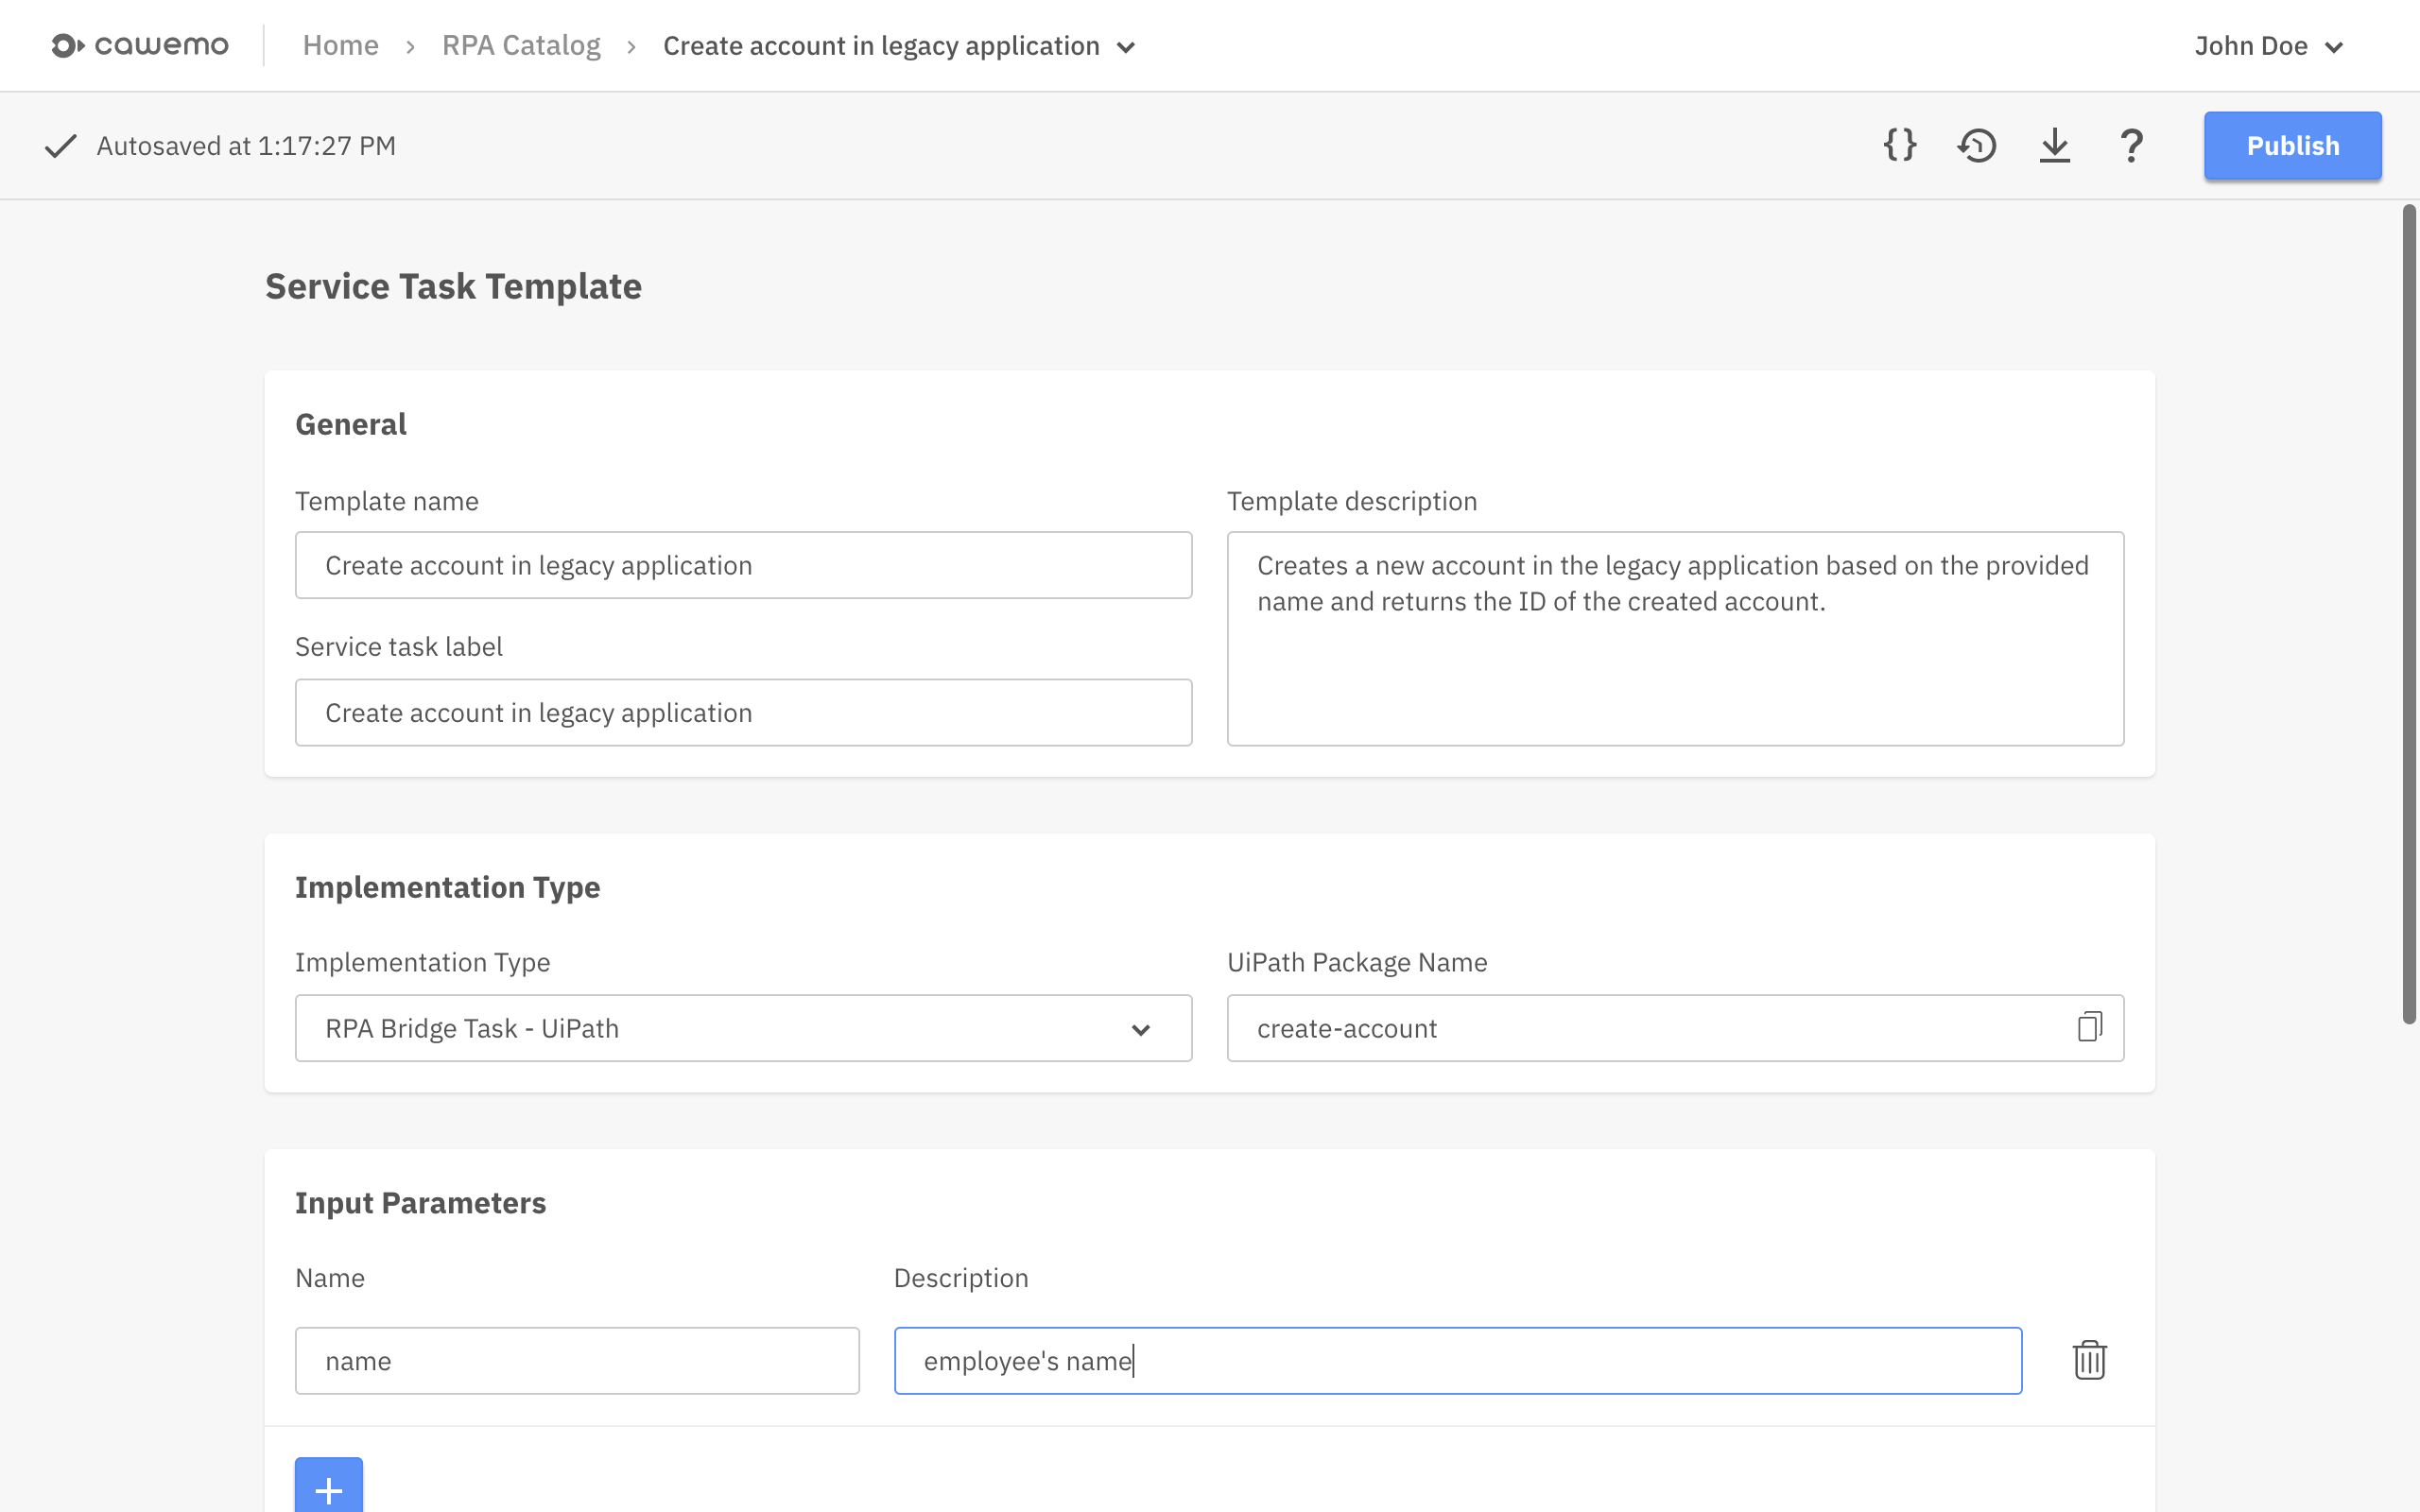 cawemo Home › RPA Catalog › Create account in legacy application John Doe
Autosaved at 1:17:27 PM {} ? Publish
Service Task Template
General
Template name
Create account in legacy application
Service task label
Create account in legacy application
Template description
Creates a new account in the legacy application based on the provided
name and returns the ID of the created account.
Implementation Type
Implementation Type
RPA Bridge Task - UiPath
UiPath Package Name
create-account
Input Parameters
Name Description
name employee's name
+